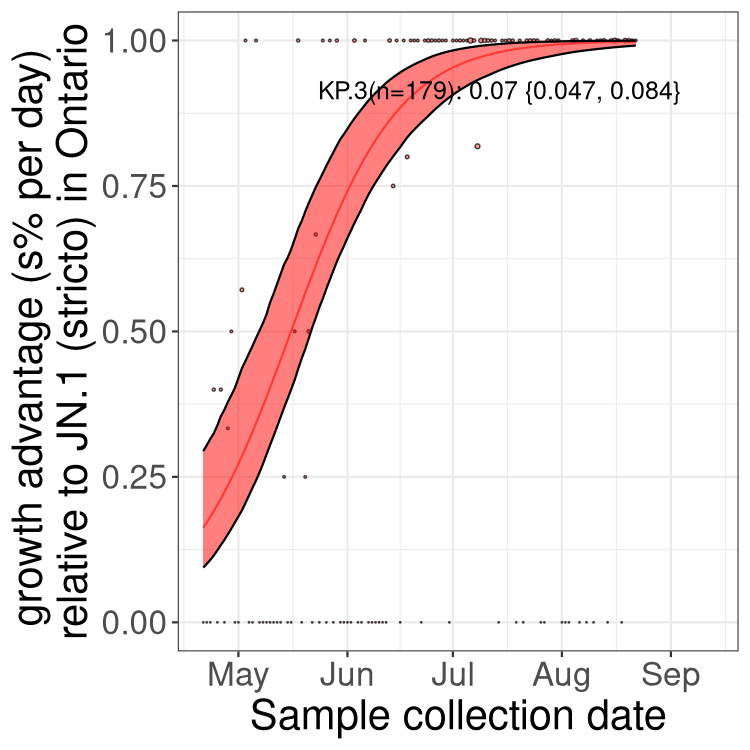 growth advantage (s% per day)
relative to JN.1 (stricto) in Ontario
1.00
0.75
0.50
0.25
0.00
KP.3(n=179): 0.07 {0.047, 0.084}
May Jun Jul Aug Sep
Sample collection date